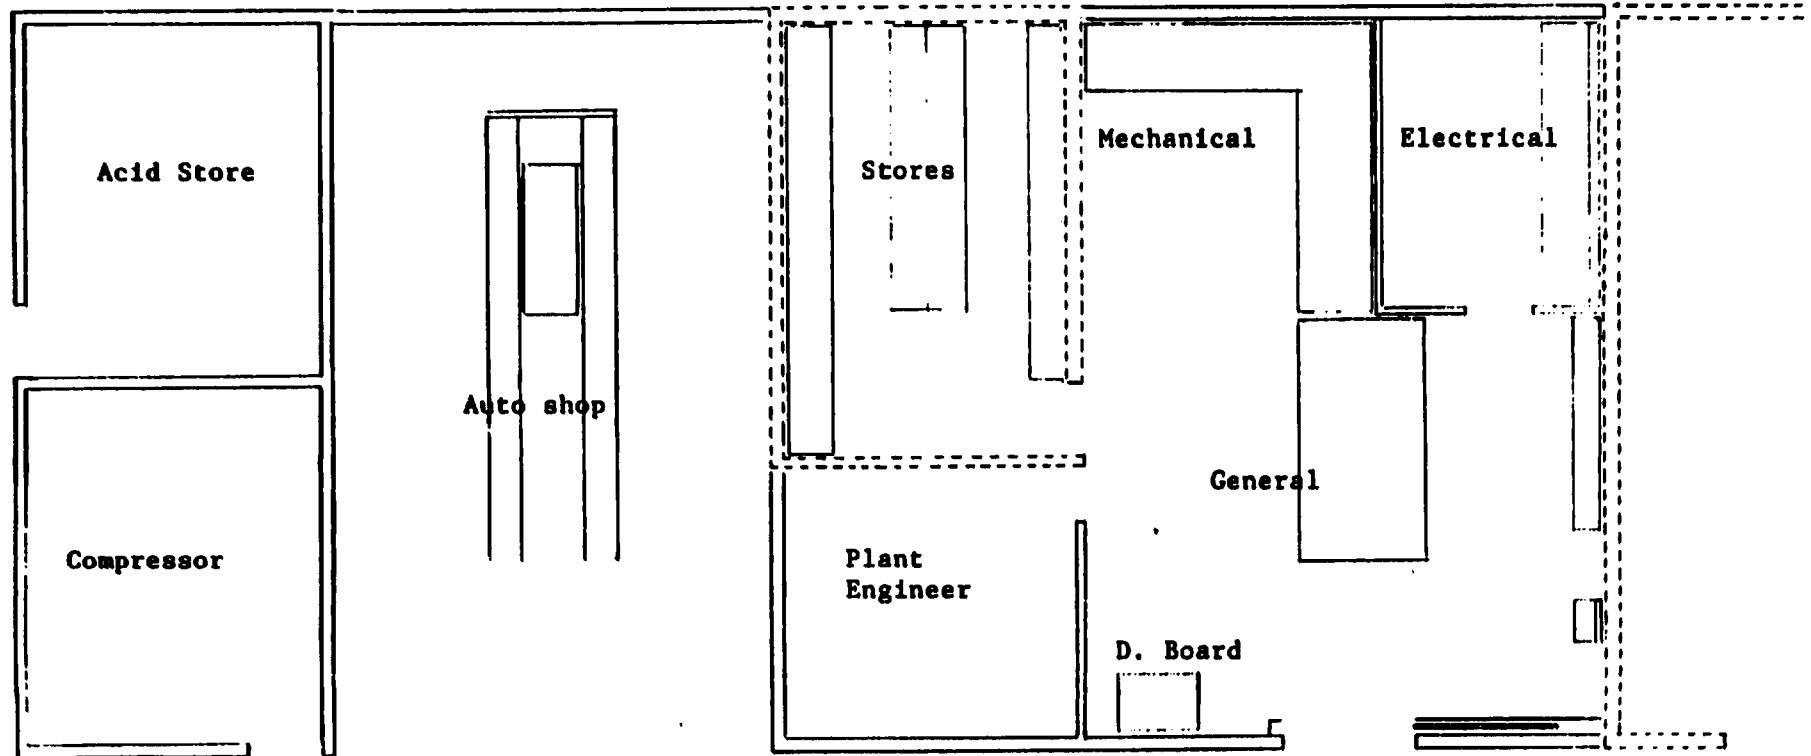 Acid Store
Auto shop
Compressor
Stores
Mechanical
Electrical
General
Plant
Engineer
D. Board